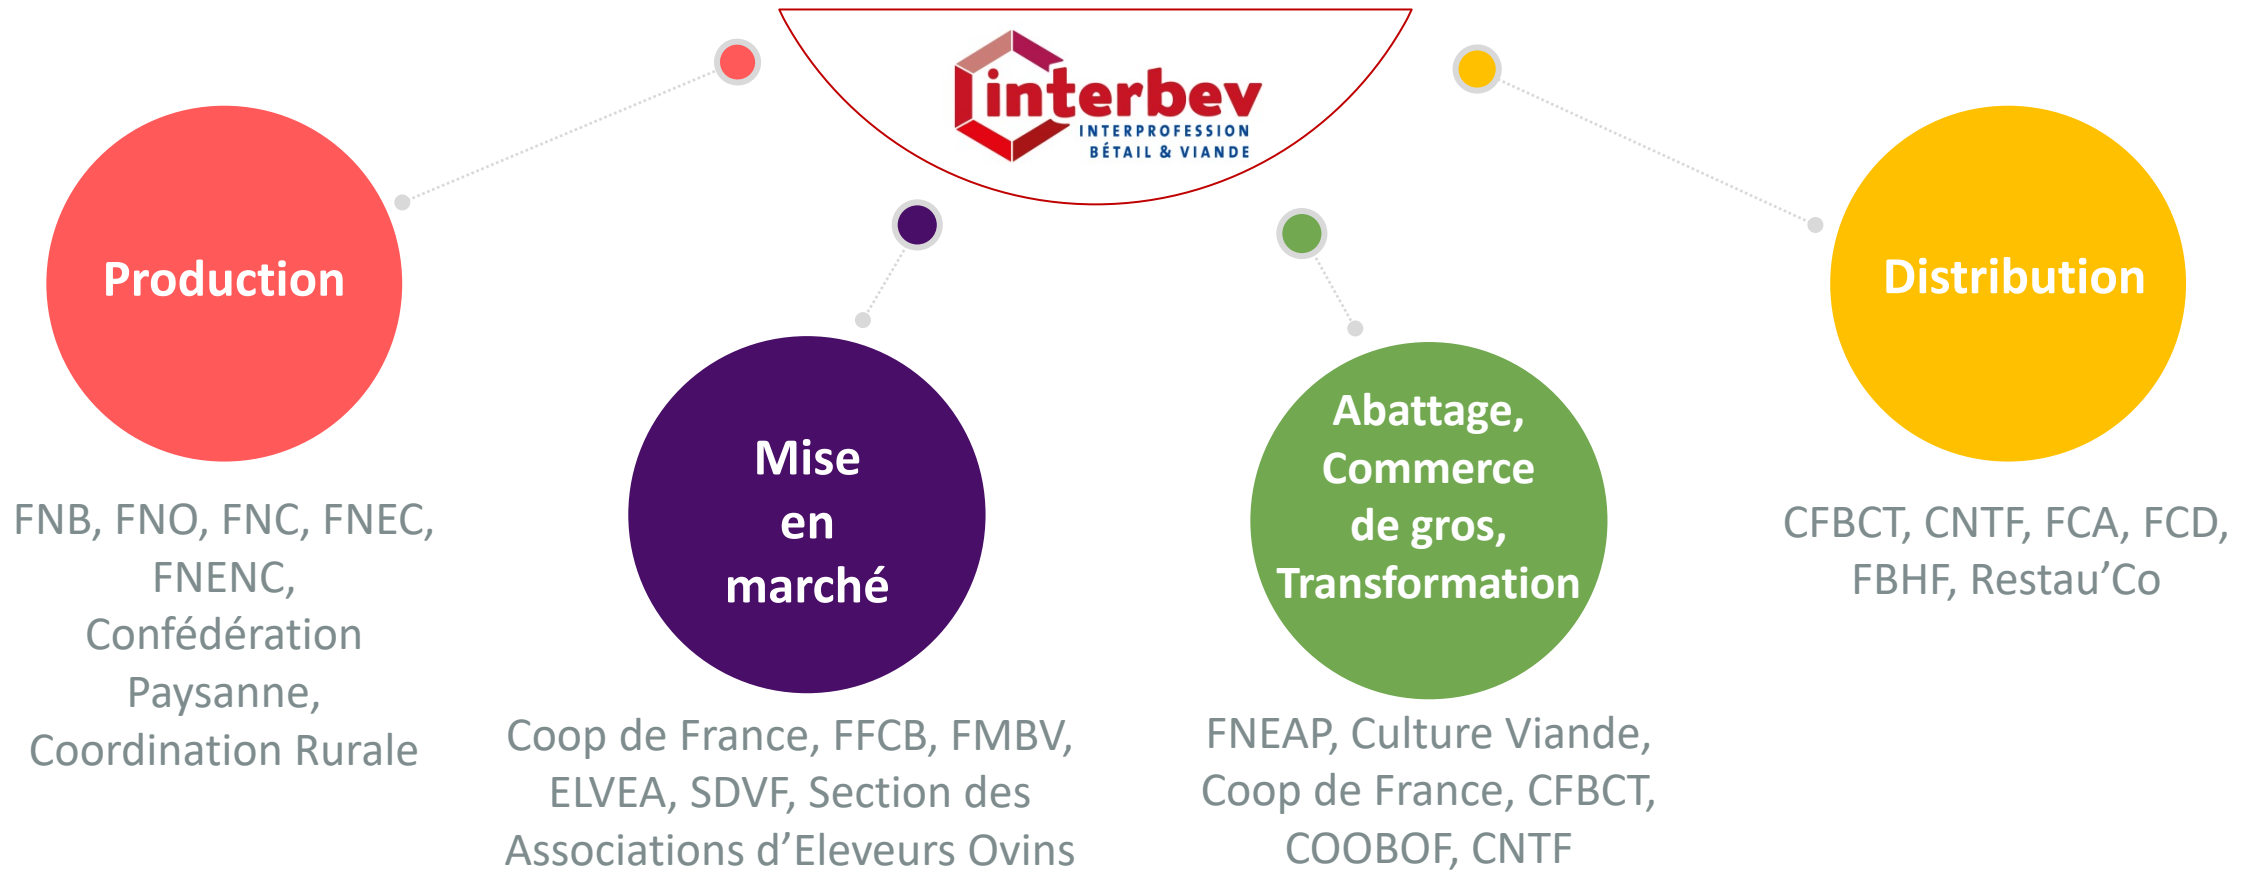 interbev
INTERPROFESSION
BÉTAIL & VIANDE
Production
FNB, FNO, FNC, FNEC,
FNENC,
Confédération
Paysanne,
Coordination Rurale
Mise
en
marché
Coop de France, FFCB, FMBV,
ELVEA, SDVF, Section des
Associations d’Eleveurs Ovins
Abattage,
Commerce
de gros,
Transformation
FNEAP, Culture Viande,
Coop de France, CFBCT,
COOBOF, CNTF
Distribution
CFBCT, CNTF, FCA, FCD,
FBHF, Restau’Co